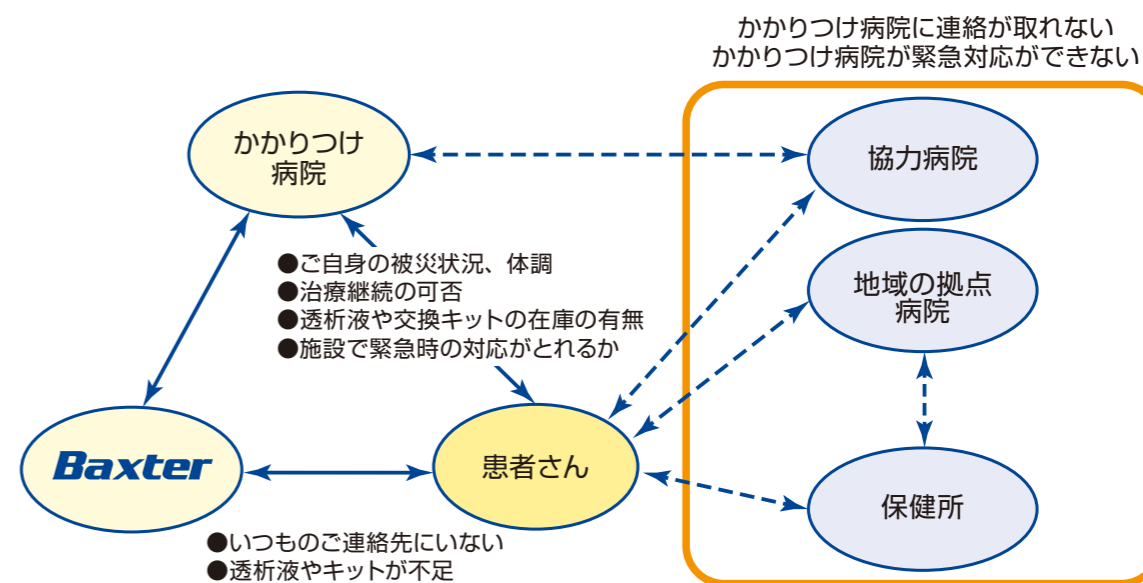 かかりつけ病院に連絡が取れない
かかりつけ病院が緊急対応ができない
かかりつけ
病院
協力病院
●ご自身の被災状況、体調
●治療継続の可否
●透析液や交換キットの在庫の有無
●施設で緊急時の対応がとれるか
地域の拠点
病院
Baxter
患者さん
保健所
●いつものご連絡先にいない
●透析液やキットが不足